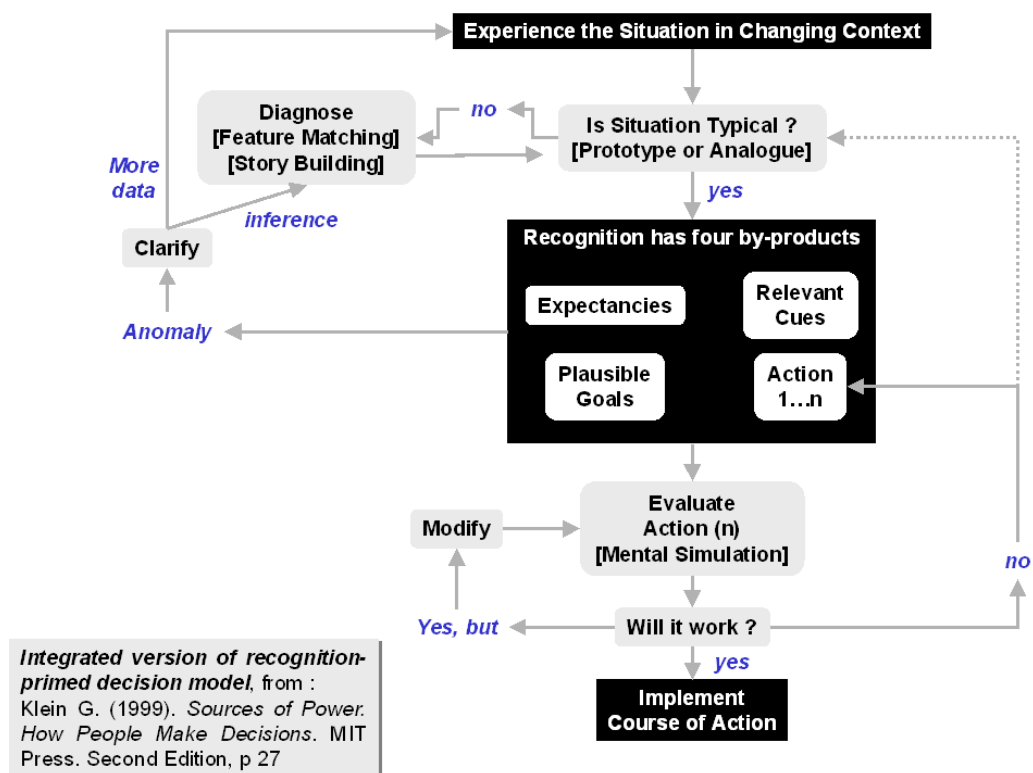 Experience the Situation in Changing Context
Diagnose
[Feature Matching]
[Story Building]
no
Is Situation Typical ?
[Prototype or Analogue]
More
data
inference
yes
Clarify
Recognition has four by-products
Expectancies
Relevant
Cues
Anomaly
Plausible
Goals
Action
1...n
Evaluate
Action (n)
[Mental Simulation]
Modify
no
Yes, but
Will it work ?
yes
Implement
Course of Action
Integrated version of recognition-
primed decision model, from :
Klein G. (1999). Sources of Power.
How People Make Decisions. MIT
Press. Second Edition, p 27